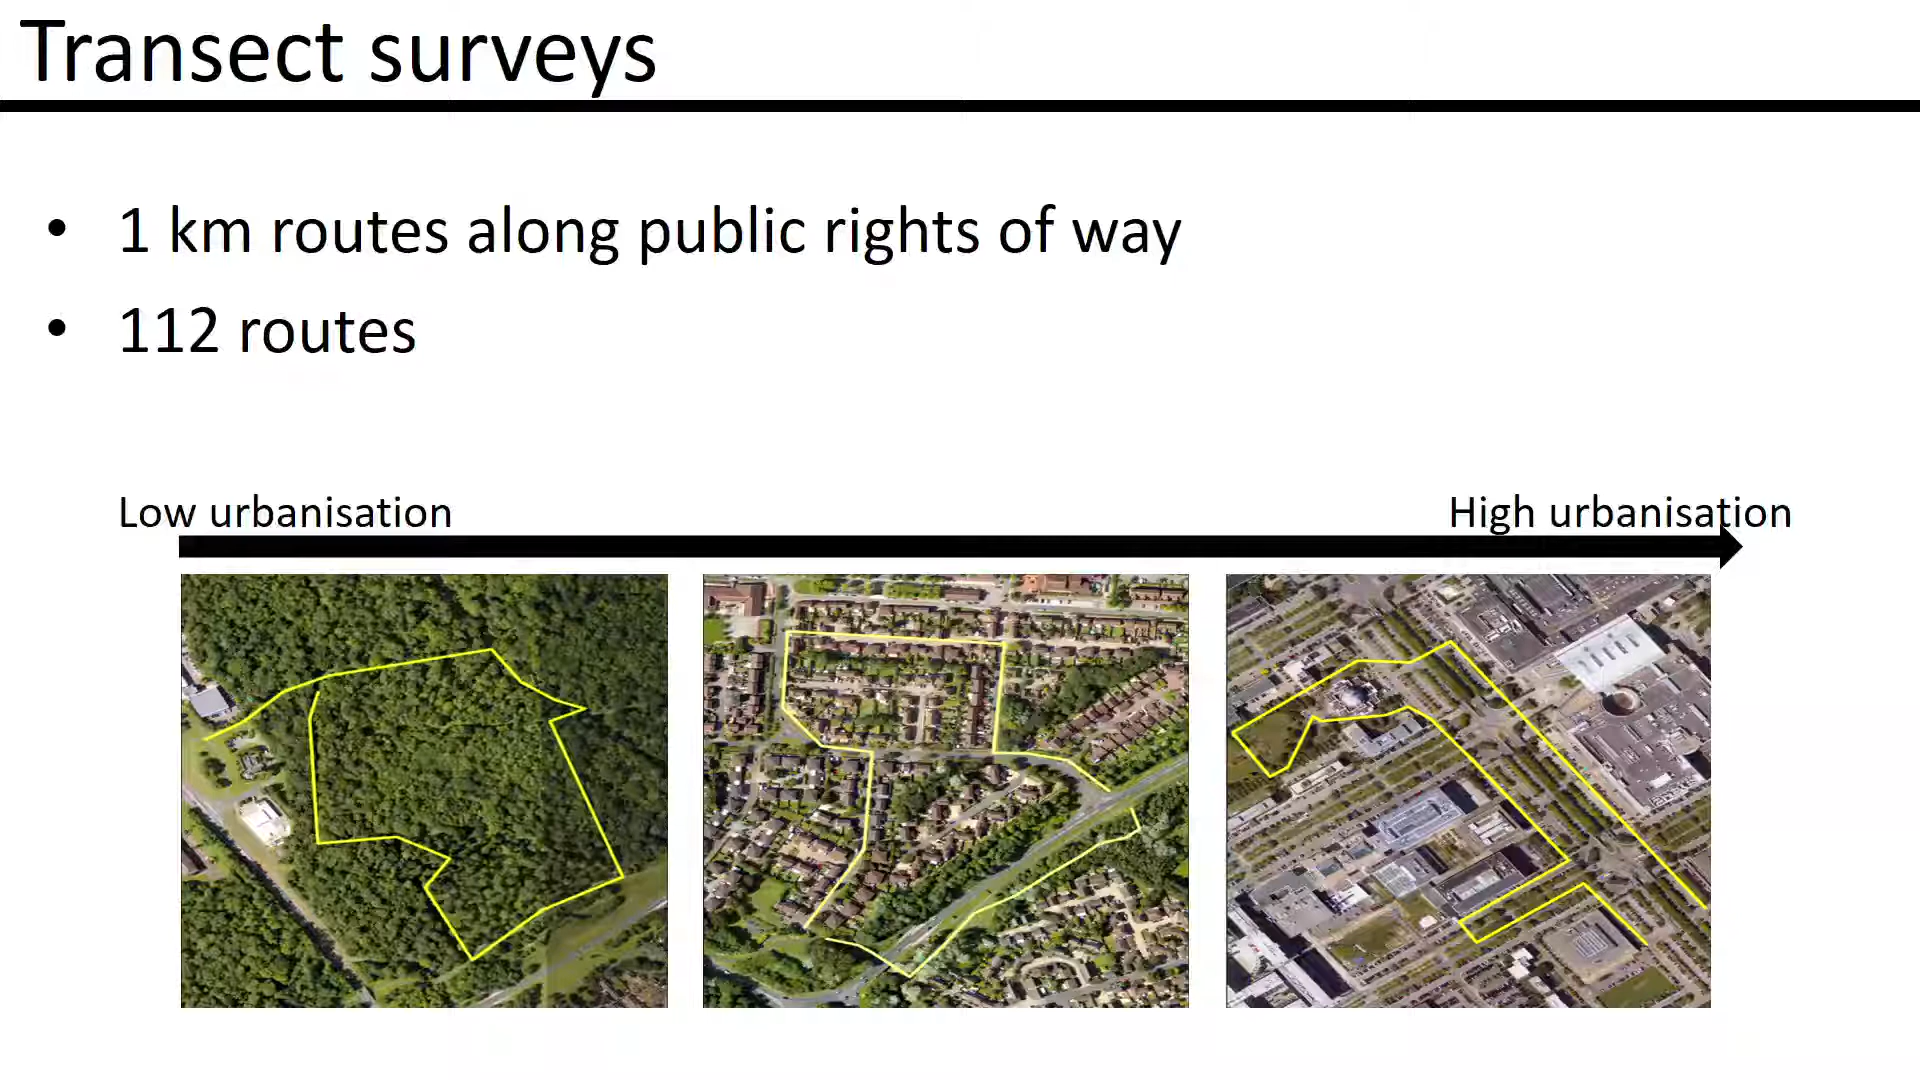 Transect surveys
• 1 km routes along public rights of way
• 112 routes
Low urbanisation
High urbanisation